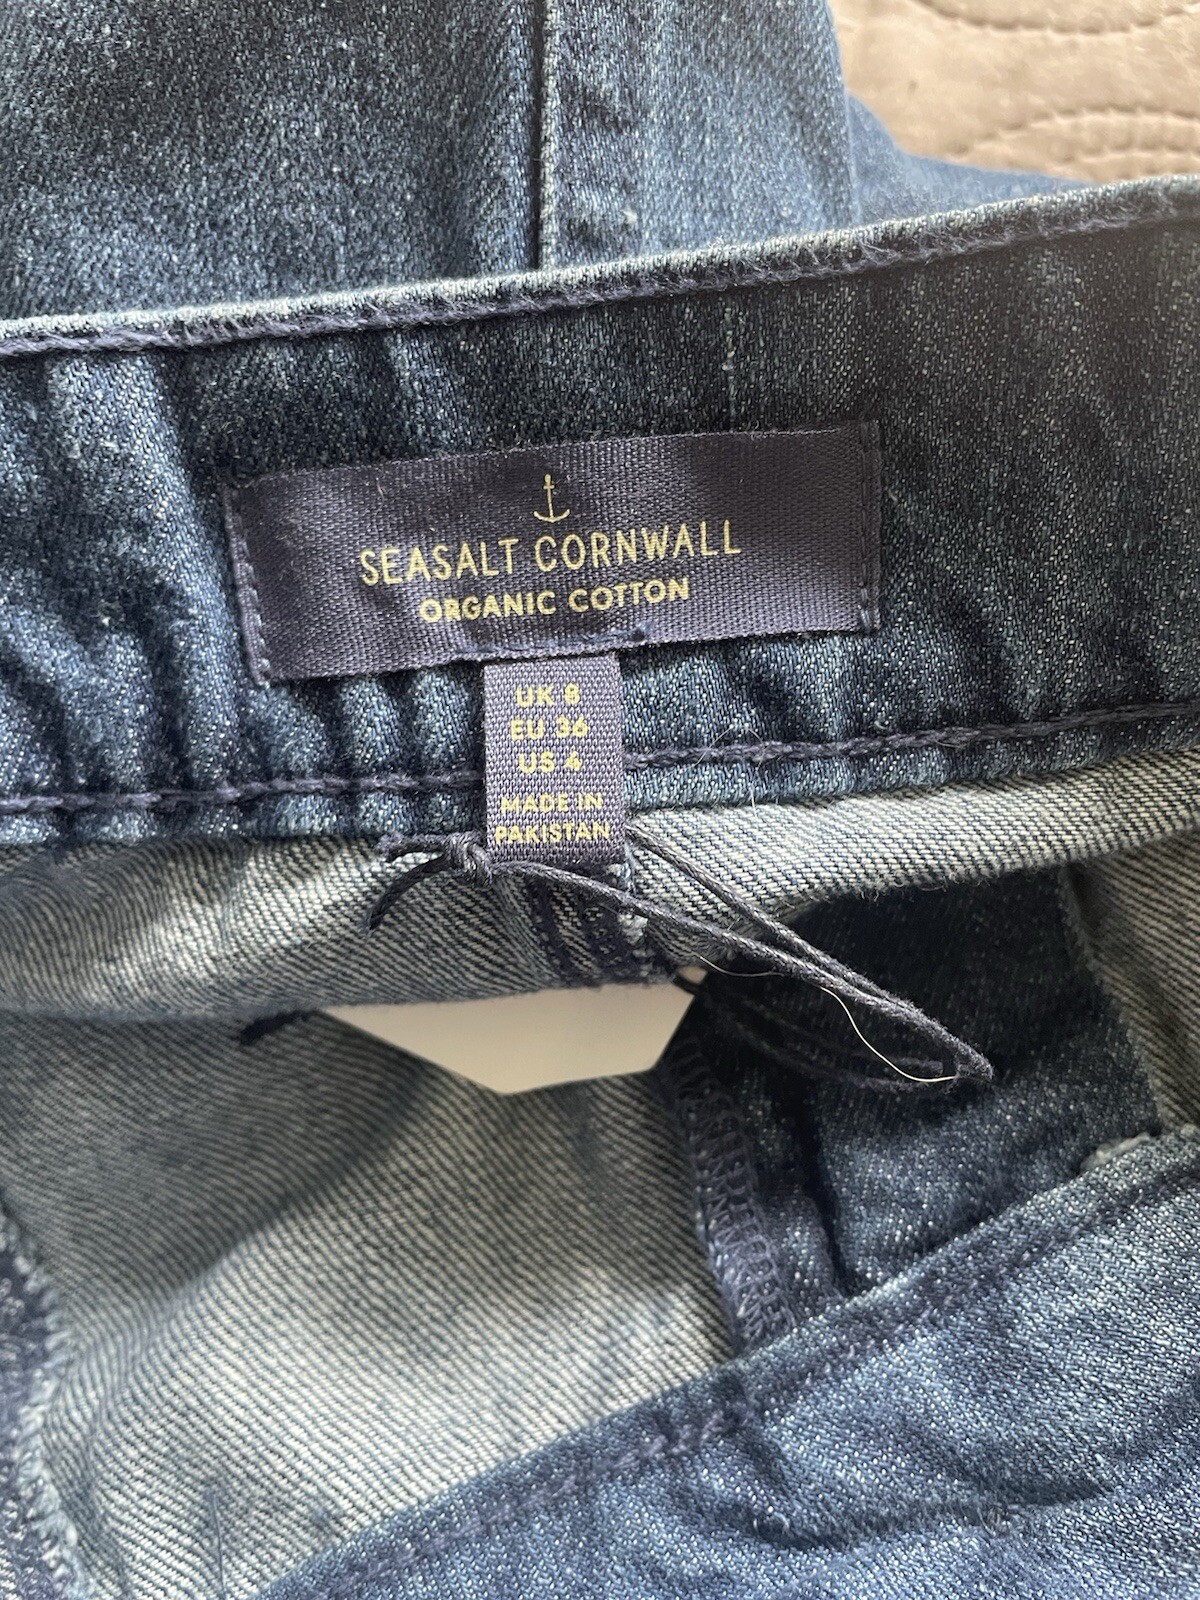 SEASALT CORNWALL
ORGANIC COTTON
UK 8
EU 36
US 4
MADE IN
PAKISTAN